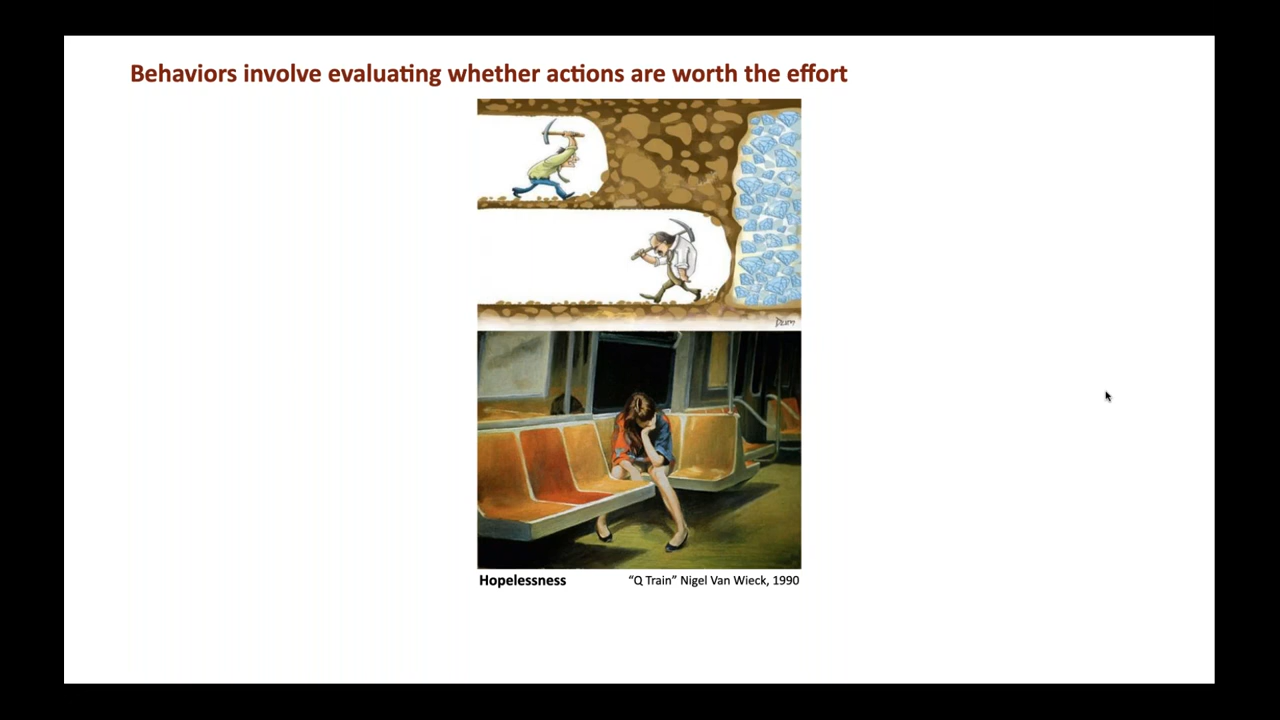 Behaviors involve evaluating whether actions are worth the effort
Hopelessness
“Q Train” Nigel Van Wieck, 1990